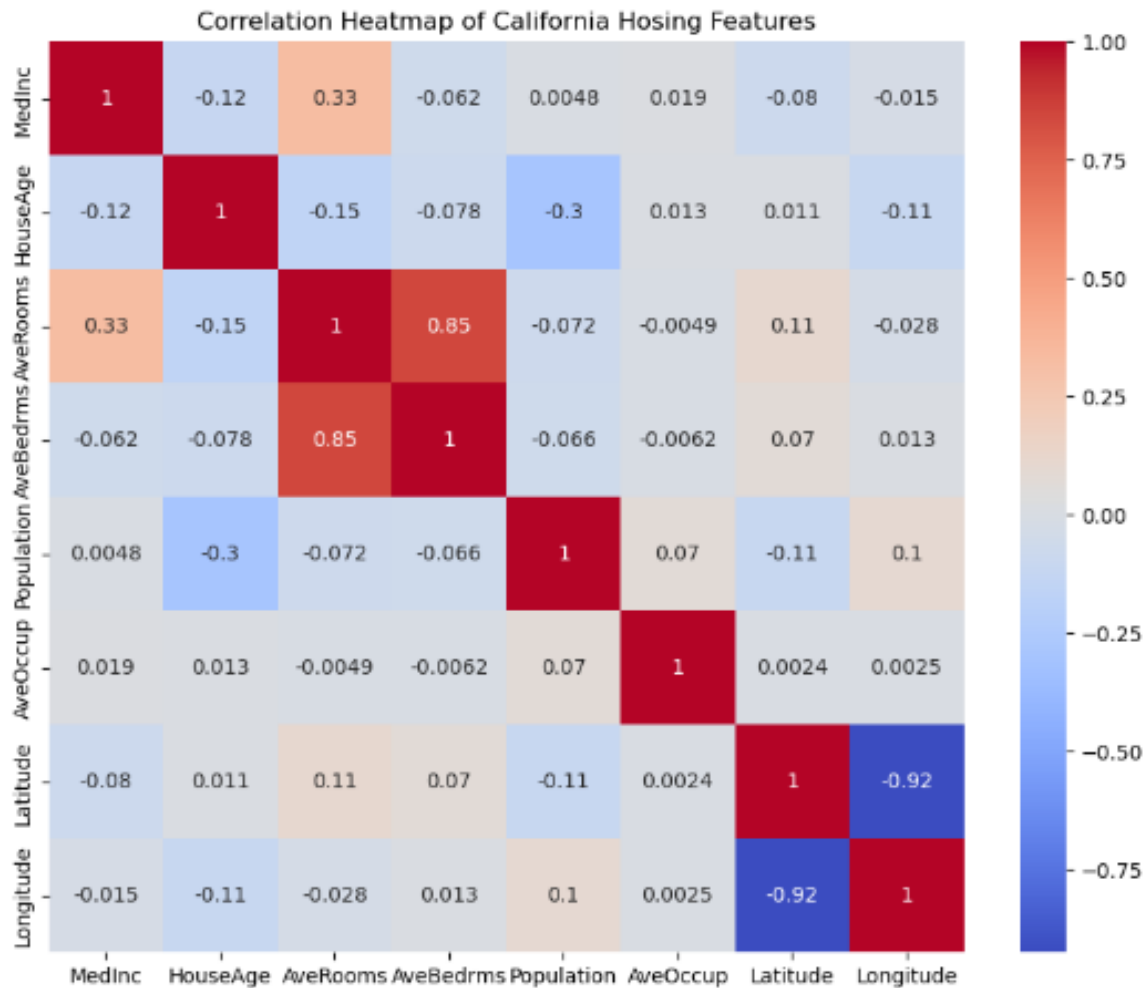 Correlation Heatmap of California Hosing Features
MedInc 1 -0.12 0.33 -0.062 0.0048 0.019 -0.08 -0.015
HouseAge -0.12 1 -0.15 -0.078 -0.3 0.013 0.011 -0.11
AveRooms 0.33 -0.15 1 0.85 -0.072 -0.0049 0.11 -0.028
AveBedrms -0.062 -0.078 0.85 1 -0.066 -0.0062 0.07 0.013
Population 0.0048 -0.3 -0.072 -0.066 1 0.07 -0.11 0.1
AveOccup 0.019 0.013 -0.0049 -0.0062 0.07 1 0.0024 0.0025
Latitude -0.08 0.011 0.11 0.07 -0.11 0.0024 1 -0.92
Longitude -0.015 -0.11 -0.028 0.013 0.1 0.0025 -0.92 1
MedInc HouseAge AveRooms AveBedrms Population AveOccup Latitude Longitude
1.00
0.75
0.50
0.25
0.00
−0.25
−0.50
−0.75